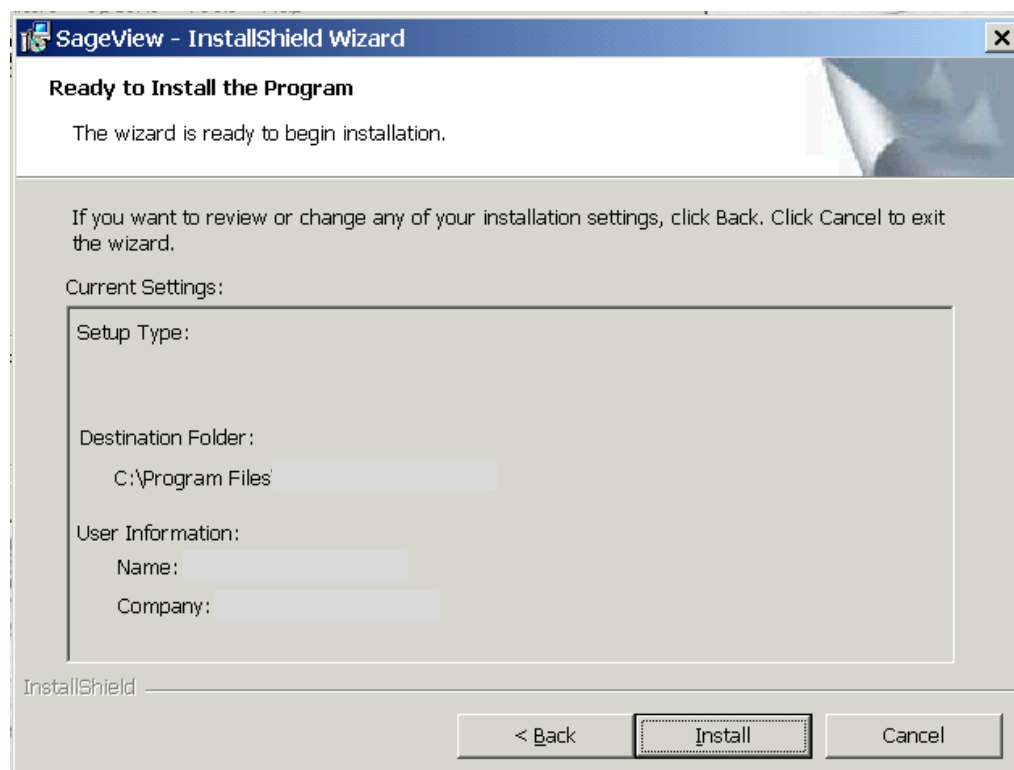 SageView - InstallShield Wizard
Ready to Install the Program
The wizard is ready to begin installation.
If you want to review or change any of your installation settings, click Back. Click Cancel to exit
the wizard.
Current Settings:
Setup Type:
Destination Folder:
C:\Program Files
User Information:
Name:
Company:
InstallShield
< Back
Install
Cancel